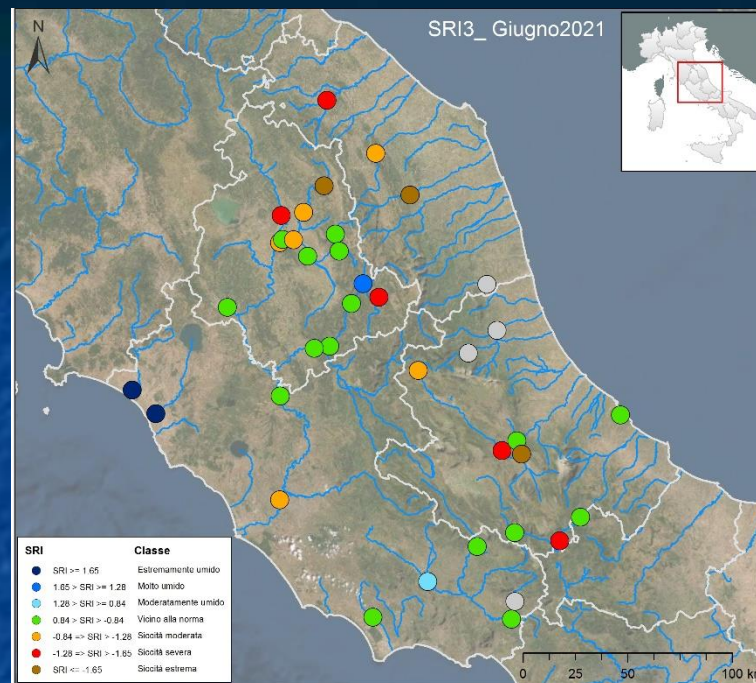 SRI3_ Giugno2021
N
SRI Classe
SRI >= 1.65 Estremamente umido
1.65 > SRI >= 1.28 Molto umido
1.28 > SRI >= 0.84 Moderatamente umido
0.84 > SRI > -0.84 Vicino alla norma
-0.84 => SRI > -1.28 Siccità moderata
-1.28 => SRI > -1.65 Siccità severa
SRI <= -1.65 Siccità estrema
0 25 50 100 km